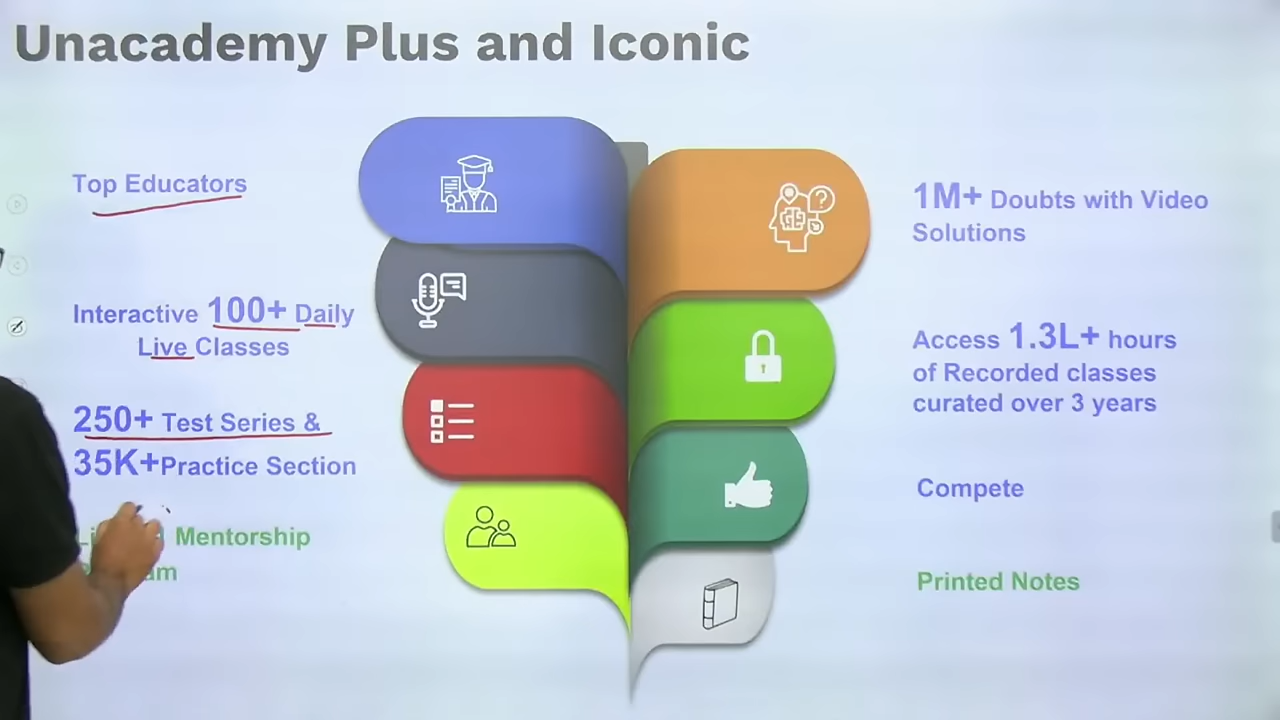 Unacademy Plus and Iconic
Top Educators
Interactive 100+ Daily
Live Classes
250+ Test Series &
35K+Practice Section
Mentorship
1M+ Doubts with Video
Solutions
Access 1.3L+ hours
of Recorded classes
curated over 3 years
Compete
Printed Notes